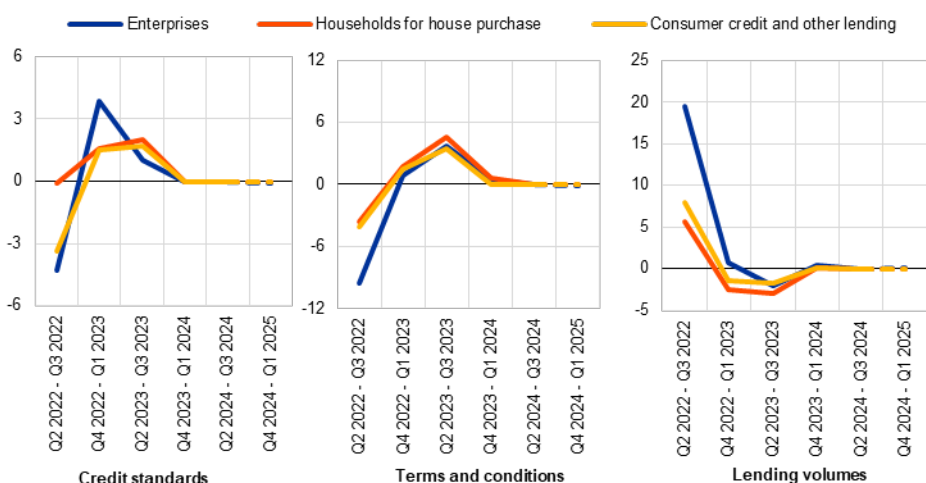 Enterprises
Households for house purchase
Consumer credit and other lending
6
3
0
-3
-6
Q2 2022 - Q3 2022
Q4 2022 - Q1 2023
Q2 2023 - Q3 2023
Q4 2023 - Q1 2024
Q2 2024 - Q3 2024
Q4 2024 - Q1 2025
Credit standards
12
6
0
-6
-12
Q2 2022 - Q3 2022
Q4 2022 - Q1 2023
Q2 2023 - Q3 2023
Q4 2023 - Q1 2024
Q2 2024 - Q3 2024
Q4 2024 - Q1 2025
Terms and conditions
25
20
15
10
5
0
-5
Q2 2022 - Q3 2022
Q4 2022 - Q1 2023
Q2 2023 - Q3 2023
Q4 2023 - Q1 2024
Q2 2024 - Q3 2024
Q4 2024 - Q1 2025
Lending volumes